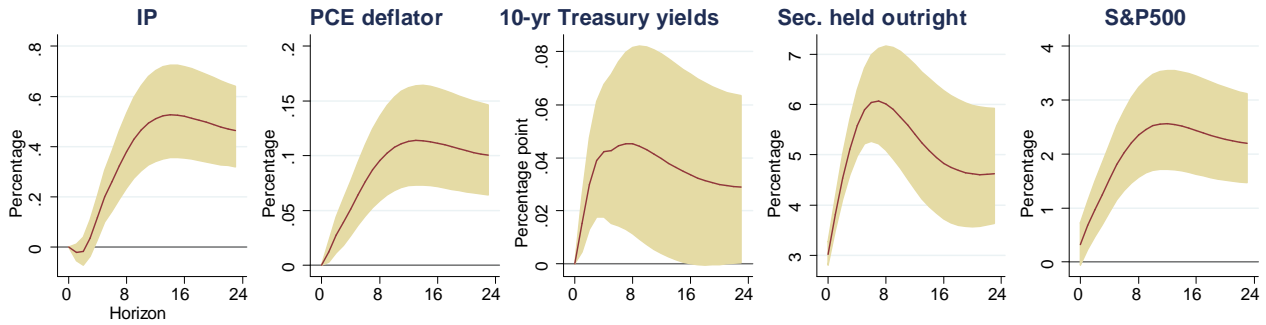 IP
Percentage
.8
.6
.4
.2
0
0 8 16 24
Horizon
PCE deflator
Percentage
.2
.15
.1
.05
0
0 8 16 24
10-yr Treasury yields
Percentage point
.08
.06
.04
.02
0
0 8 16 24
Sec. held outright
Percentage
7
6
5
4
3
0 8 16 24
S&P500
Percentage
4
3
2
1
0
0 8 16 24